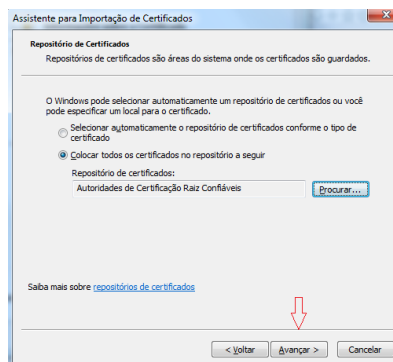 Assistente para Importação de Certificados
Repositório de Certificados
Repositórios de certificados são áreas do sistema onde os certificados são guardados.
O Windows pode selecionar automaticamente um repositório de certificados ou você
pode especificar um local para o certificado.
Selecionar automaticamente o repositório de certificados conforme o tipo de
certificado
Colocar todos os certificados no repositório a seguir
Repositório de certificados:
Autoridades de Certificação Raiz Confiáveis
Procurar...
Saiba mais sobre repositórios de certificados
< Voltar
Avançar >
Cancelar